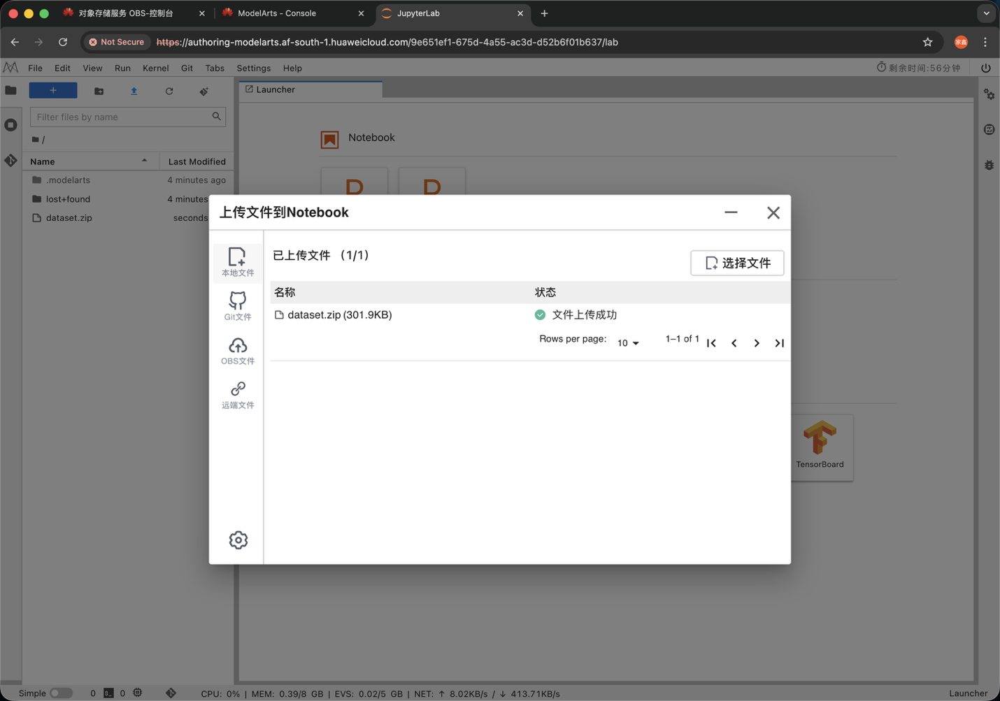 对象存储服务 OBS-控制台
ModelArts - Console
JupyterLab
Not Secure
https://authoring-modelarts.af-south-1.huaweicloud.com/9e651ef1-675d-4a55-ac3d-d52b6f01b637/lab
家鑫
File Edit View Run Kernel Git Tabs Settings Help
剩余时间:56分钟
Launcher
Filter files by name
/
Name Last Modified
.modelarts 4 minutes ago
lost+found 4 minutes
dataset.zip seconds
Notebook
上传文件到Notebook
本地文件
Git文件
OBS文件
远端文件
已上传文件 （1/1）
选择文件
名称 状态
dataset.zip (301.9KB) 文件上传成功
Rows per page: 10 1–1 of 1
TensorBoard
Simple 0 0 CPU: 0% | MEM: 0.39/8 GB | EVS: 0.02/5 GB | NET: ↑ 8.02KB/s / ↓ 413.71KB/s Launcher